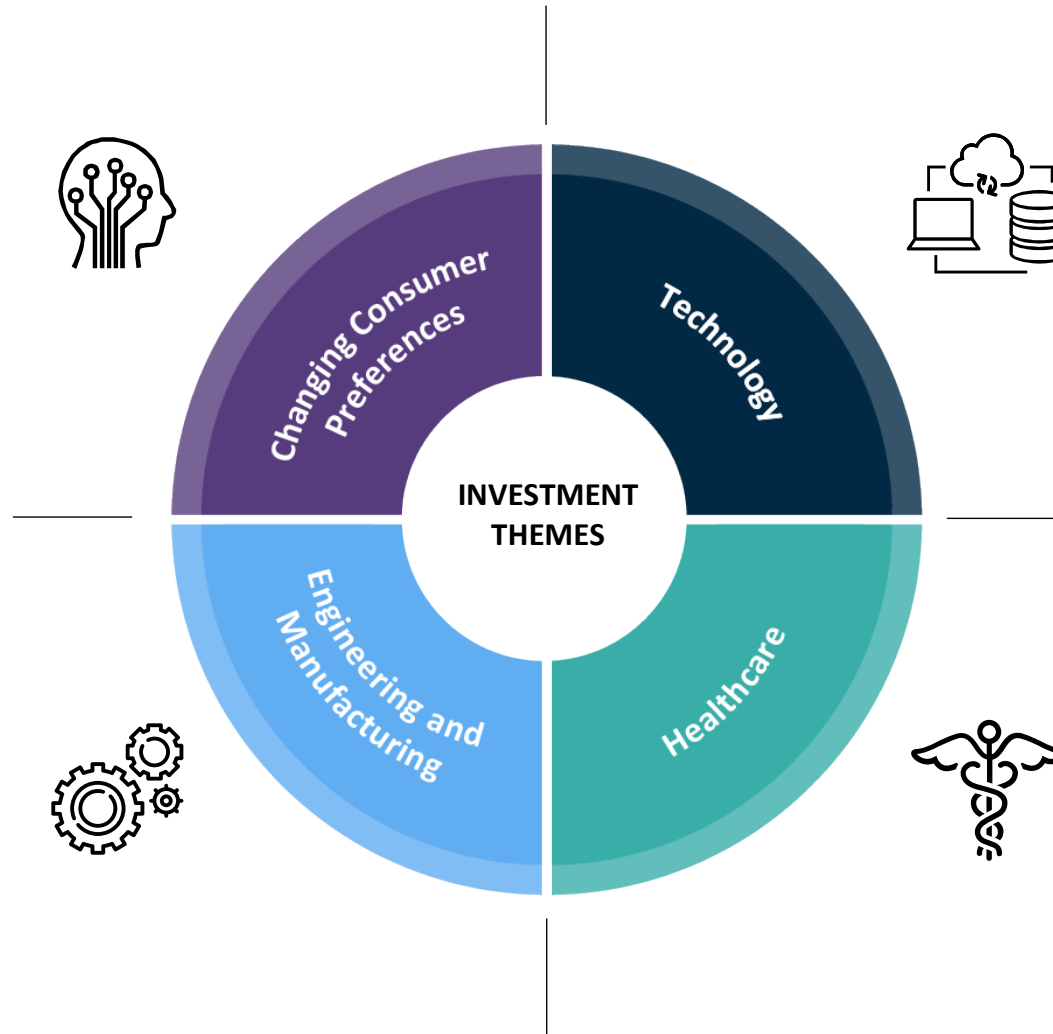 Changing Consumer
Preferences
Technology
INVESTMENT
THEMES
Engineering and
Manufacturing
Healthcare